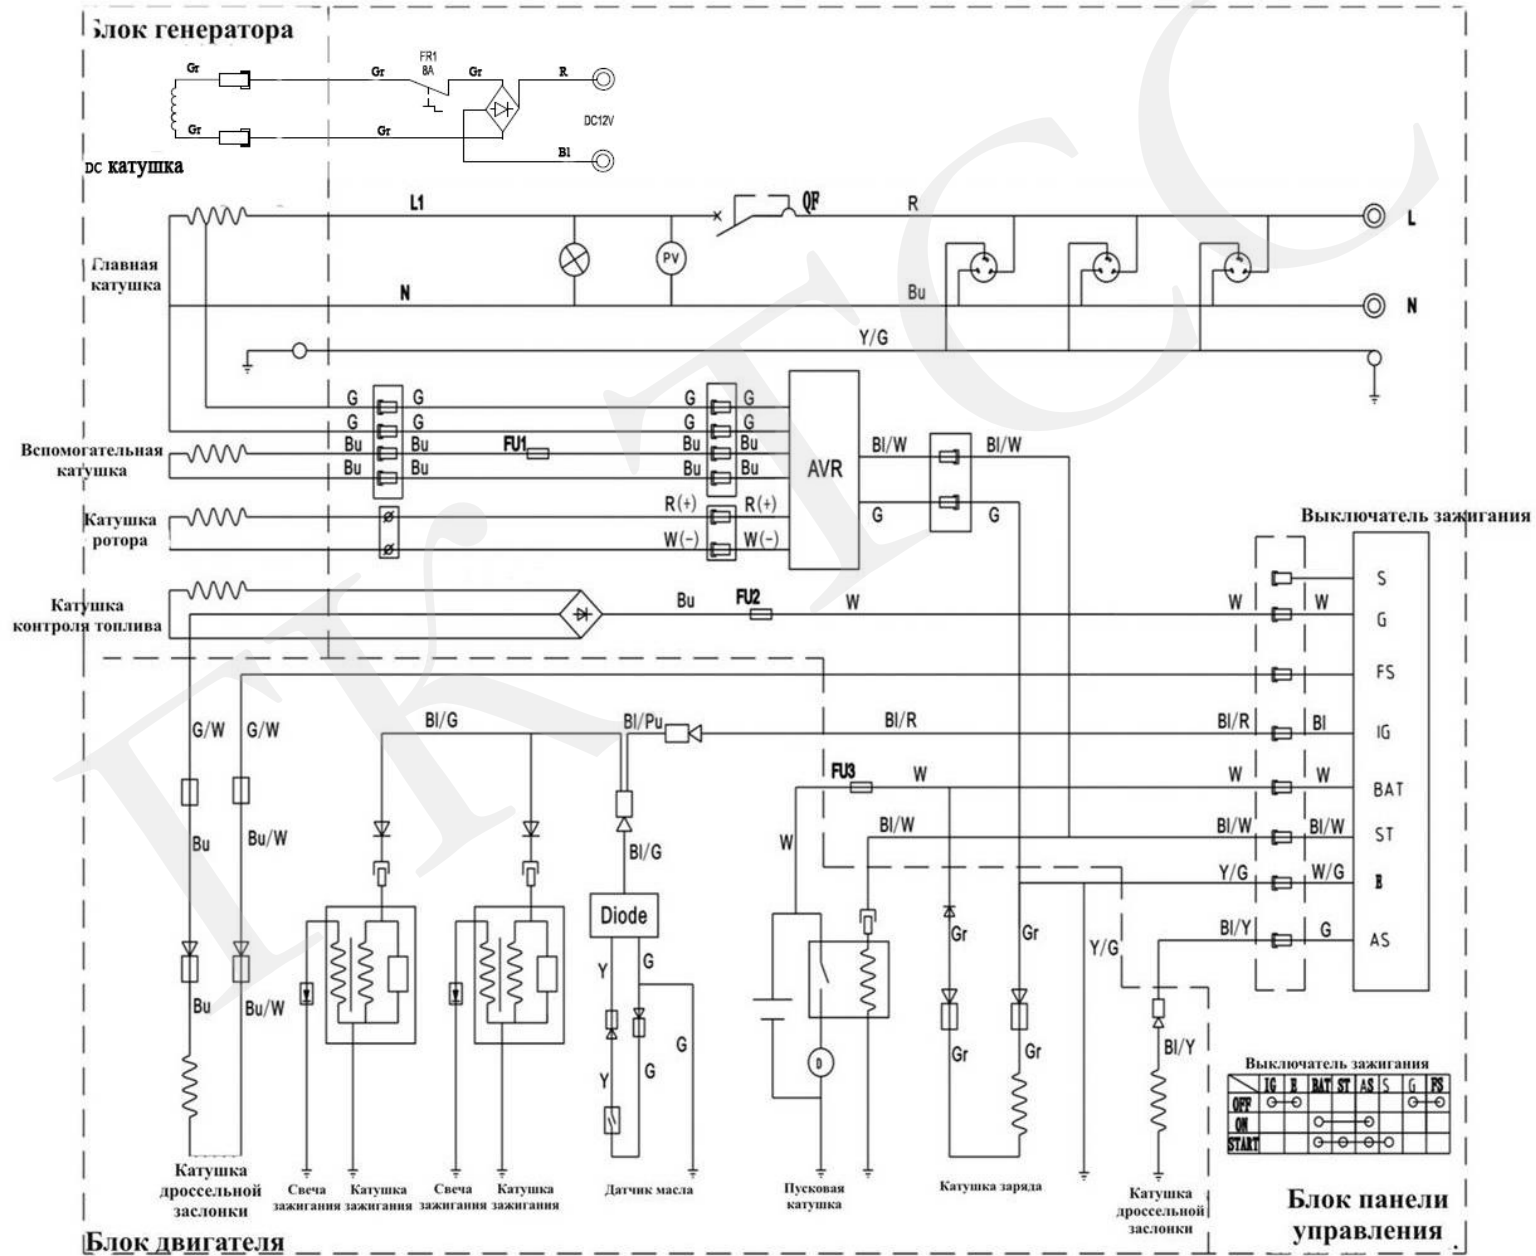 Блок генератора
Gr
Gr
FR1
8A
Gr
R
DC12V
Gr
Gr
Bl
DC катушка
L1
QF
R
L
Главная
катушка
PV
N
Bu
N
Y/G
G
G
G
G
G
G
G
G
Bu
Bu
FU1
Bu
Bu
Bu
Bu
Bu
Bu
Вспомогательная
катушка
AVR
Bl/W
Bl/W
G
G
R(+)
R(+)
W(-)
W(-)
Катушка
ротора
Выключатель зажигания
Катушка
контроля топлива
Bu
FU2
W
W
W
S
G
FS
G/W
G/W
Bl/G
Bl/Pu
Bl/R
Bl/R
Bl
IG
FU3
W
W
W
BAT
Bu
Bu/W
Bl/G
W
Bl/W
Bl/W
Bl/W
ST
Y/G
W/G
E
Diode
Bl/Y
G
AS
Gr
Gr
Y/G
Y
G
Bu
Bu/W
G
Gr
Gr
D
Bl/Y
Y
G
Выключатель зажигания
IG E BAT ST AS S G FS
OFF
ON
START
Катушка
дроссельной
заслонки
Свеча
зажигания
Катушка
зажигания
Свеча
зажигания
Катушка
зажигания
Датчик масла
Пусковая
катушка
Катушка заряда
Катушка
дроссельной
заслонки
Блок панели
управления
Блок двигателя
ГК ТСС